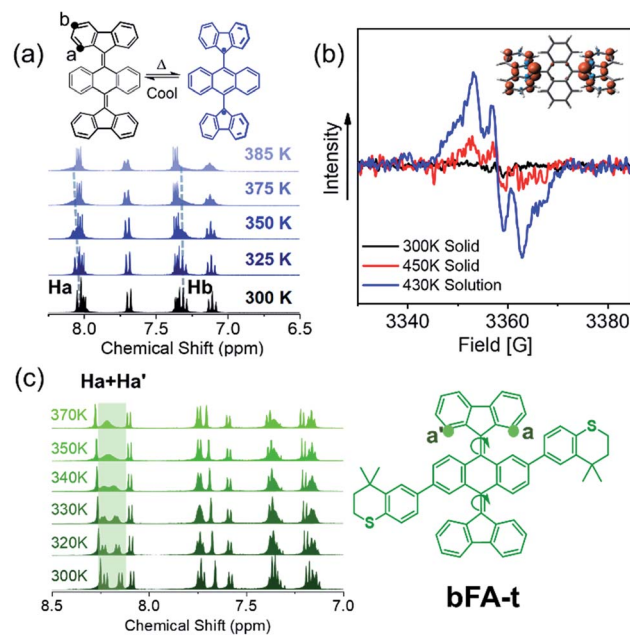 (a)
b
a
Δ
Cool
385 K
375 K
350 K
325 K
300 K
Ha
Hb
8.0 7.5 7.0 6.5
Chemical Shift (ppm)
(b)
Intensity
300K Solid
450K Solid
430K Solution
3340 3360 3385
Field [G]
(c)
Ha+Ha'
370K
350K
340K
330K
320K
300K
8.5 8.0 7.5 7.0
Chemical Shift (ppm)
a' a
S
S
bFA-t